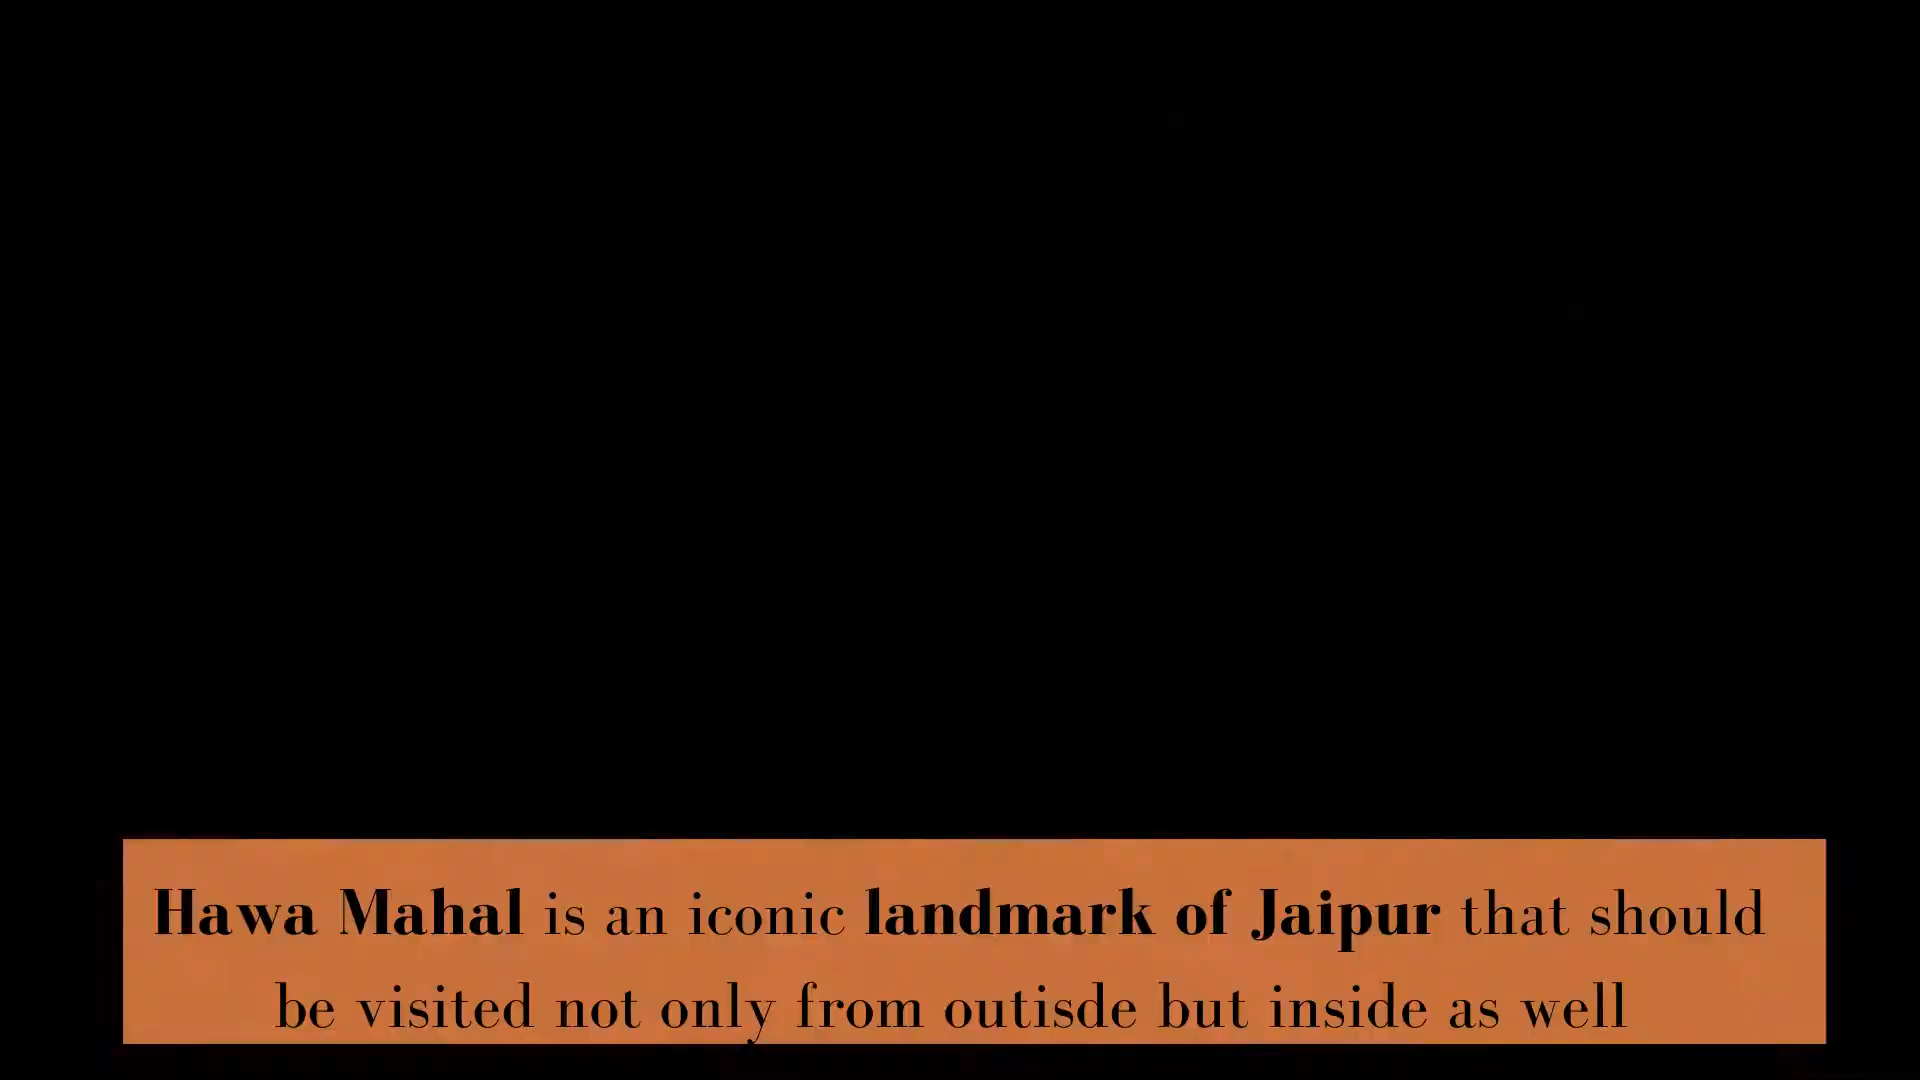 Hawa Mahal is an iconic landmark of Jaipur that should
be visited not only from outisde but inside as well